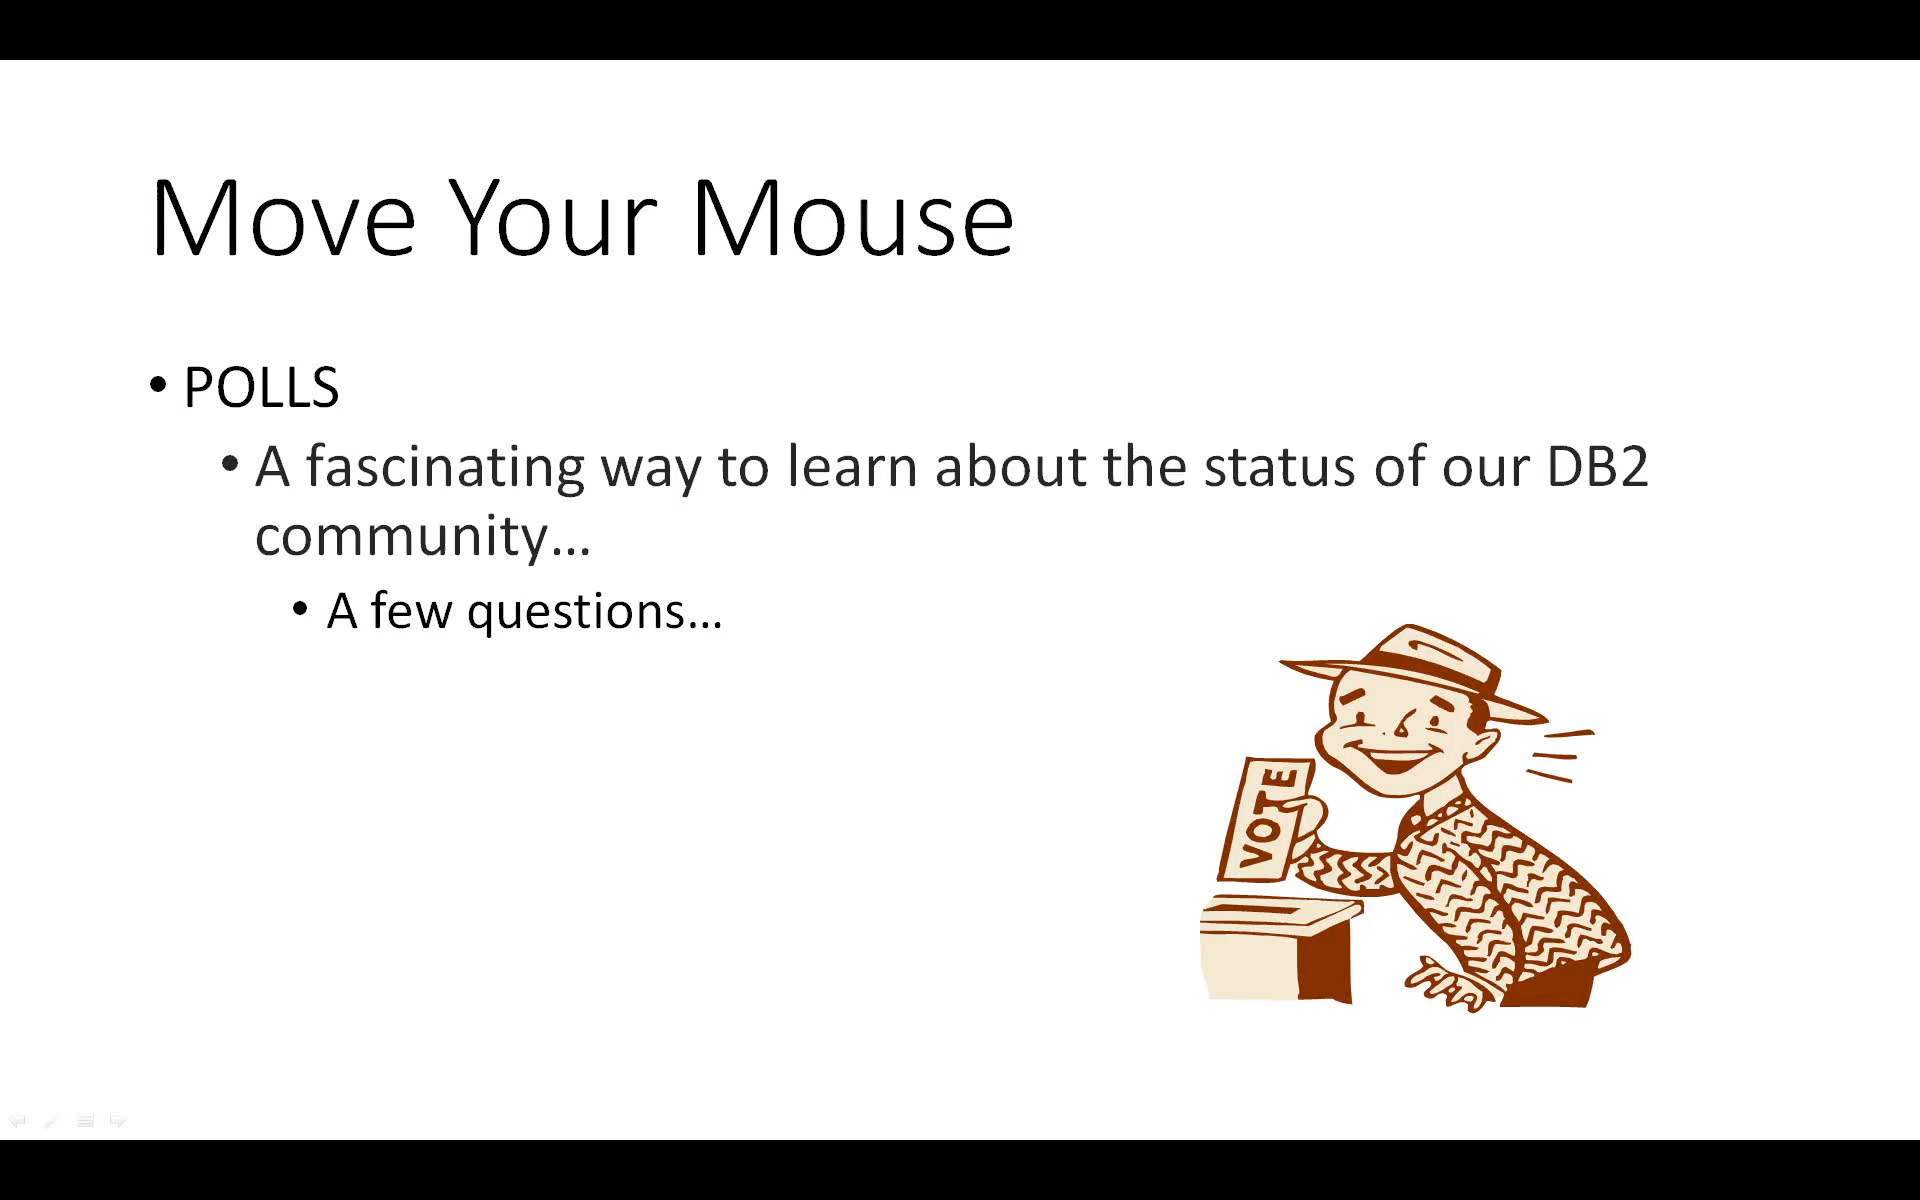 Move Your Mouse
• POLLS
• A fascinating way to learn about the status of our DB2
community...
• A few questions...
VOTE